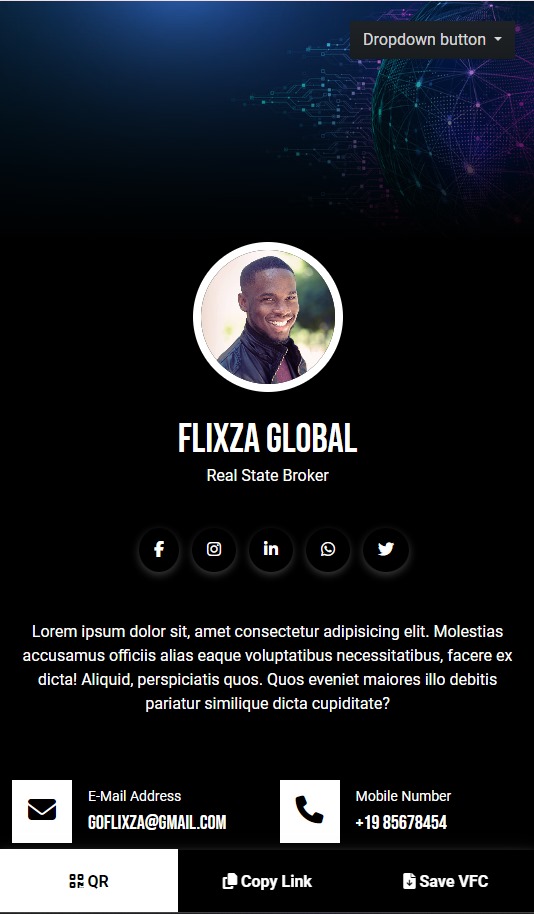 Dropdown button
FLIXZA GLOBAL
Real State Broker
Lorem ipsum dolor sit, amet consectetur adipisicing elit. Molestias
accusamus officiis alias eaque voluptatibus necessitatibus, facere ex
dicta! Aliquid, perspiciatis quos. Quos eveniet maiores illo debitis
pariatur similique dicta cupiditate?
E-Mail Address
GOFLIXZA@GMAIL.COM
Mobile Number
+19 85678454
QR
Copy Link
Save VFC